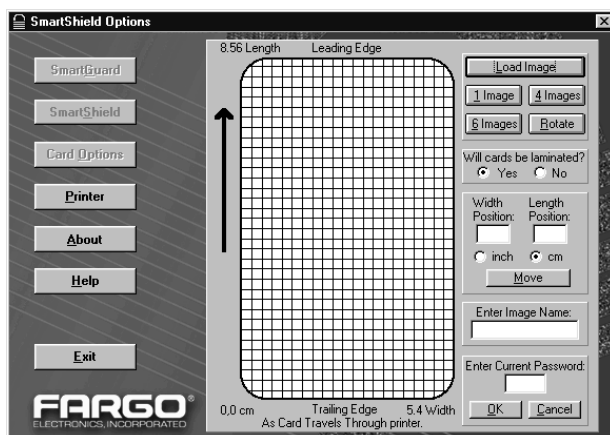 SmartShield Options
SmartGuard
SmartShield
Card Options
Printer
About
Help
Exit
FARGO®
ELECTRONICS, INCORPORATED
8.56 Length Leading Edge
0,0 cm Trailing Edge 5.4 Width
As Card Travels Through printer.
Load Image
1 Image 4 Images
6 Images Rotate
Will cards be laminated?
Yes No
Width Position: Length Position:
inch cm
Move
Enter Image Name:
Enter Current Password:
OK Cancel